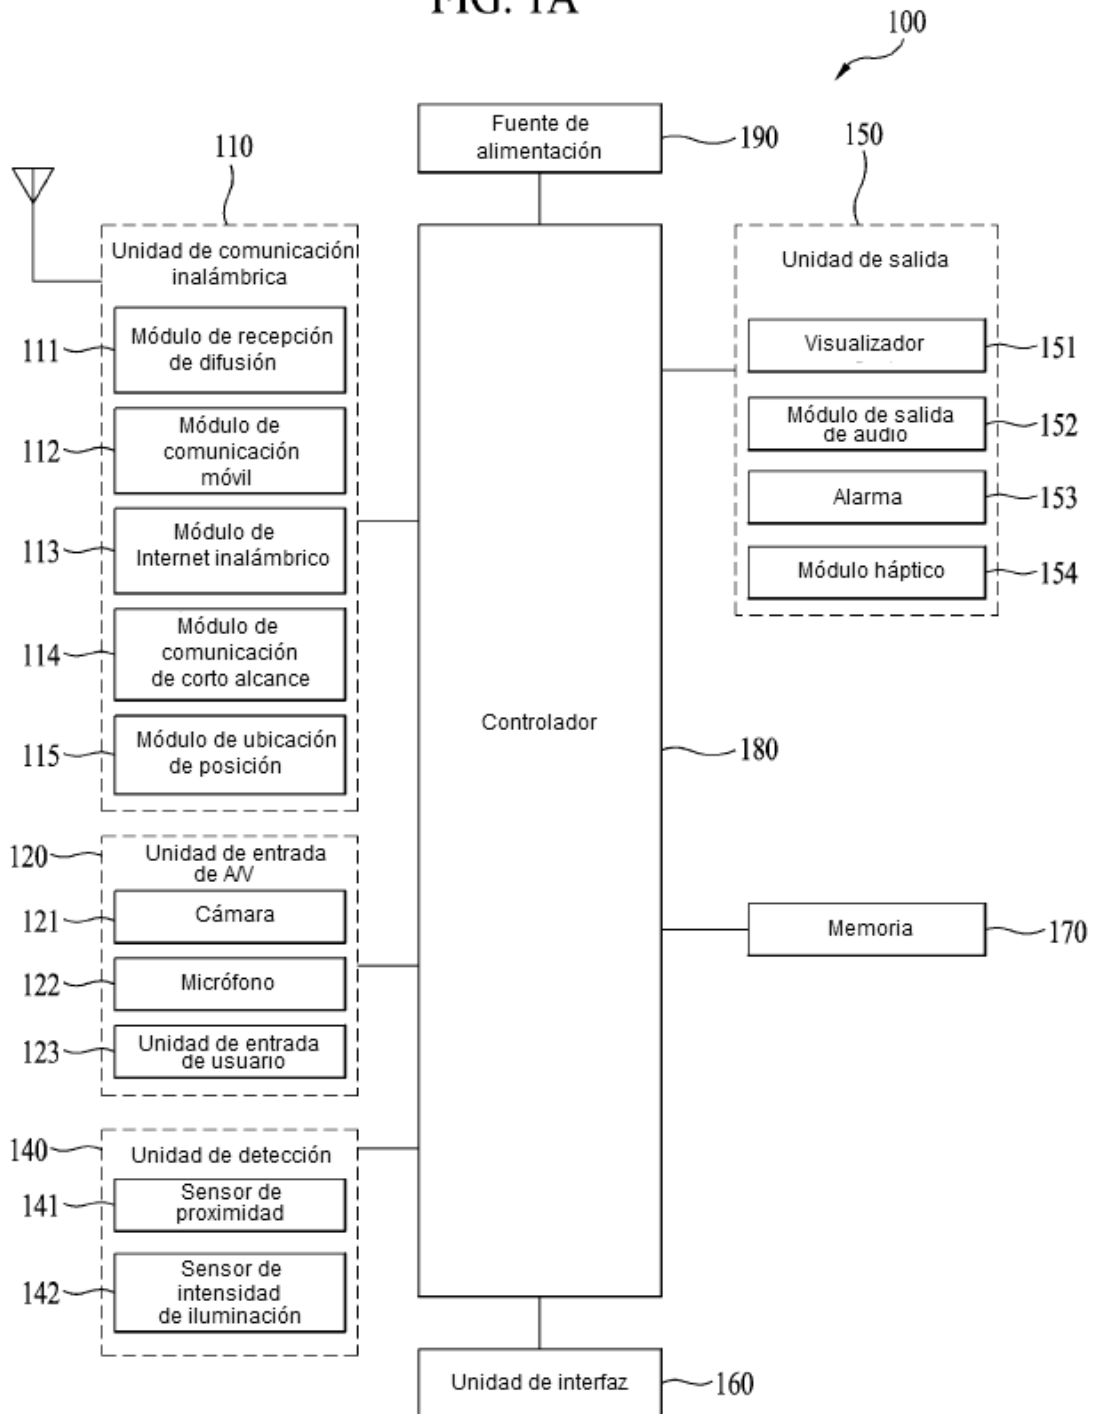 FIG. 1A
100
Fuente de
alimentación
190
110
150
Unidad de comunicación
inalámbrica
Unidad de salida
Módulo de recepción
de difusión
111
Visualizador
151
Módulo de
comunicación
móvil
112
Módulo de salida
de audio
152
Módulo de
Internet inalámbrico
113
Alarma
153
Módulo háptico
154
Módulo de
comunicación
de corto alcance
114
Controlador
180
Módulo de ubicación
de posición
115
120
Unidad de entrada
de A/V
Cámara
121
Memoria
170
Micrófono
122
Unidad de entrada
de usuario
123
140
Unidad de detección
Sensor de
proximidad
141
Sensor de
intensidad
de iluminación
142
Unidad de interfaz
160